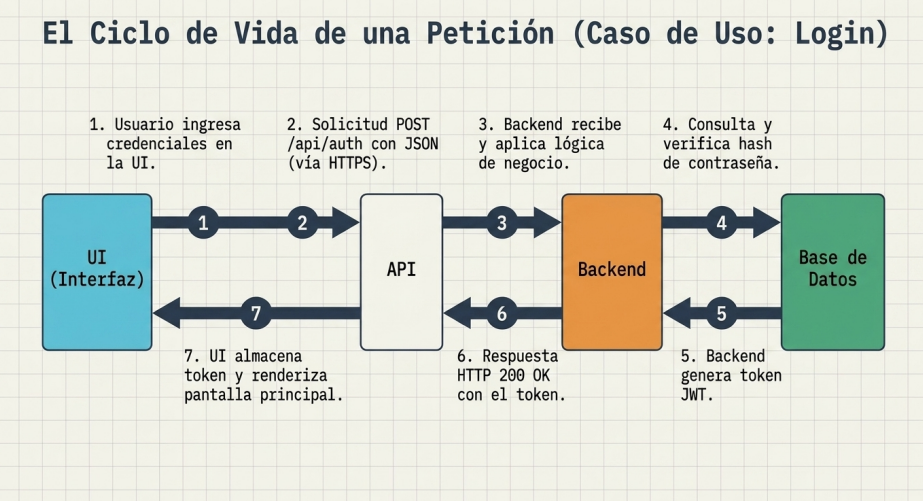 El Ciclo de Vida de una Petición (Caso de Uso: Login)
1. Usuario ingresa
credenciales en
la UI.
2. Solicitud POST
/api/auth con JSON
(vía HTTPS).
3. Backend recibe
y aplica lógica
de negocio.
4. Consulta y
verifica hash
de contraseña.
1
2
3
4
UI
(Interfaz)
API
Backend
Base de
Datos
7
6
5
7. UI almacena
token y renderiza
pantalla principal.
6. Respuesta
HTTP 200 OK
con el token.
5. Backend
genera token
JWT.